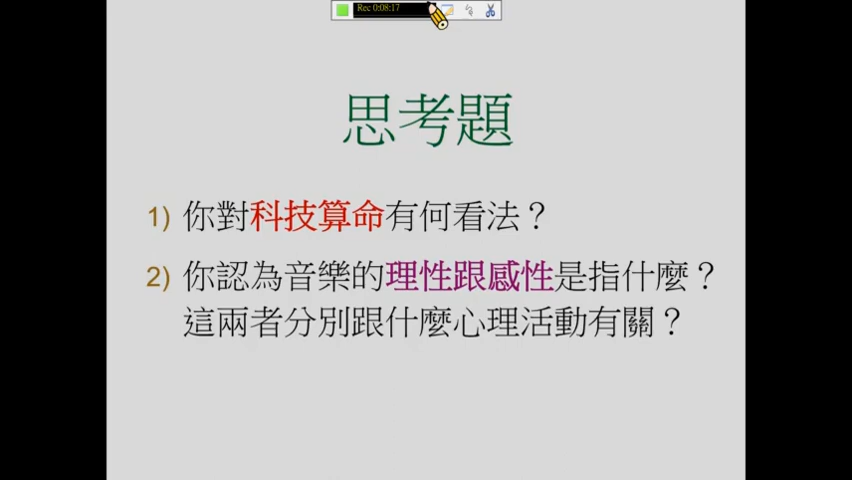 Rec 0:08:17
思考題
1) 你對科技算命有何看法？
2) 你認為音樂的理性跟感性是指什麼？
這兩者分別跟什麼心理活動有關？